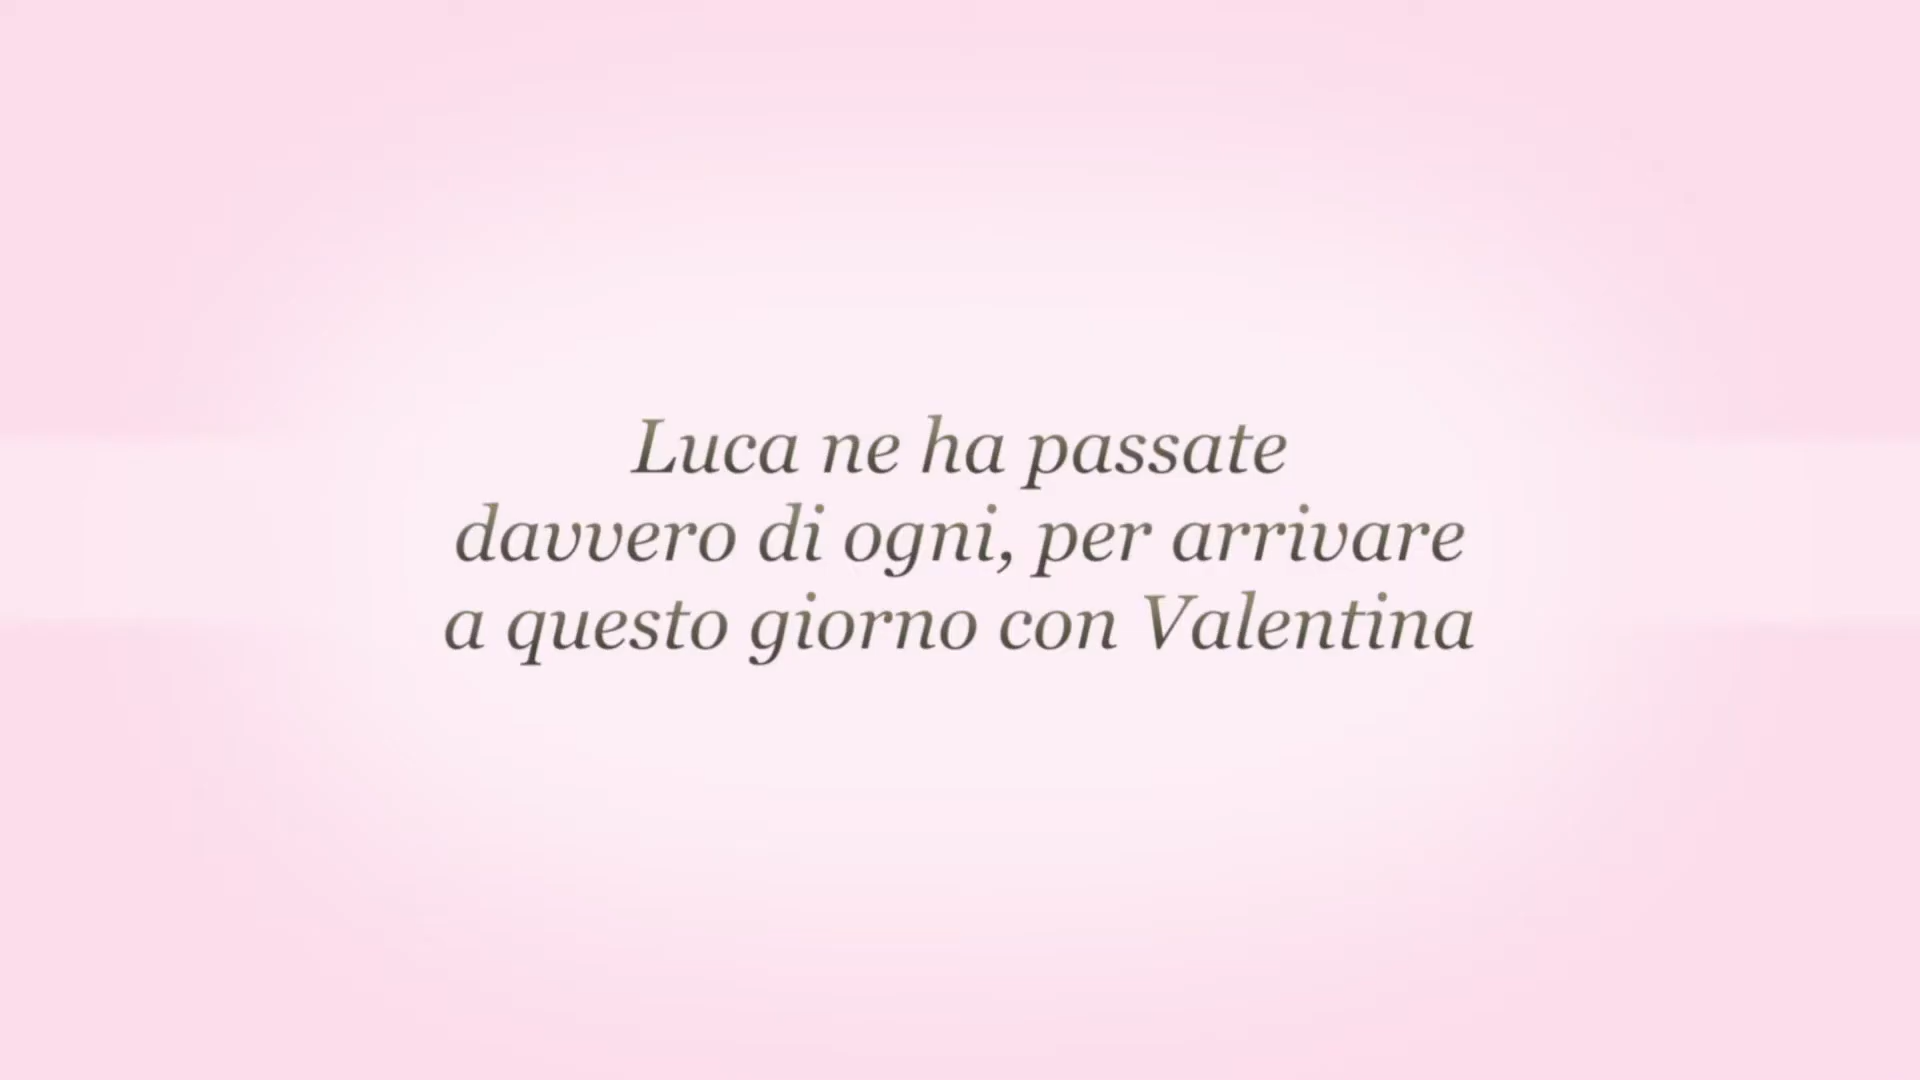 Luca ne ha passate
davvero di ogni, per arrivare
a questo giorno con Valentina